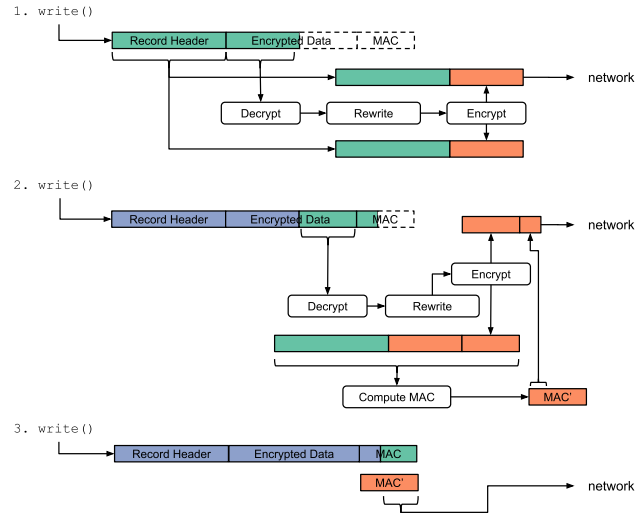 1. write()
Record Header
Encrypted Data
MAC
network
Decrypt
Rewrite
Encrypt
2. write()
Record Header
Encrypted Data
MAC
network
Encrypt
Decrypt
Rewrite
Compute MAC
MAC'
3. write()
Record Header
Encrypted Data
MAC
MAC'
network